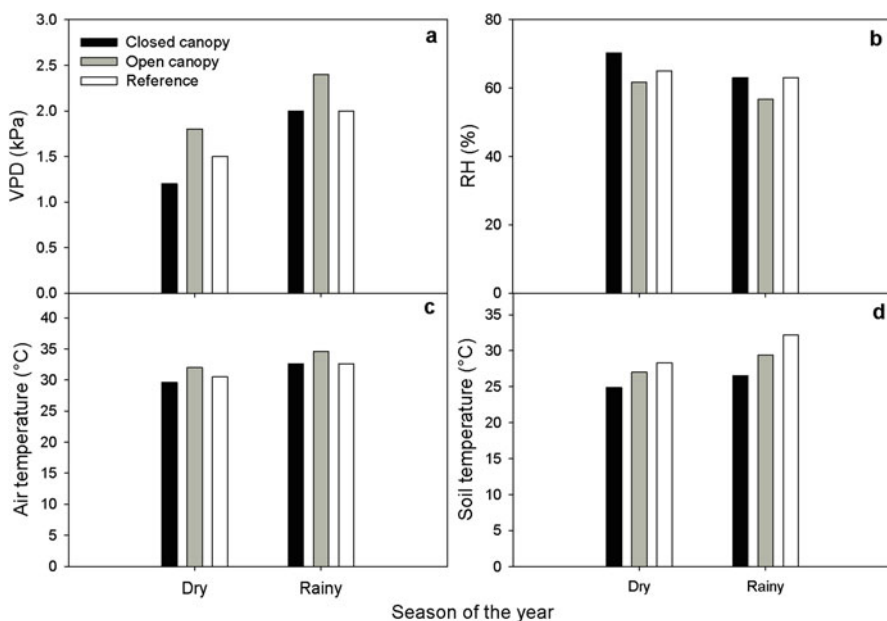 a
Closed canopy
Open canopy
Reference
VPD (kPa)
3.0
2.5
2.0
1.5
1.0
0.5
0.0
b
RH (%)
80
60
40
20
0
c
Air temperature (°C)
40
35
30
25
20
15
10
5
0
Dry Rainy
d
Soil temperature (°C)
35
30
25
20
15
10
5
0
Dry Rainy
Season of the year